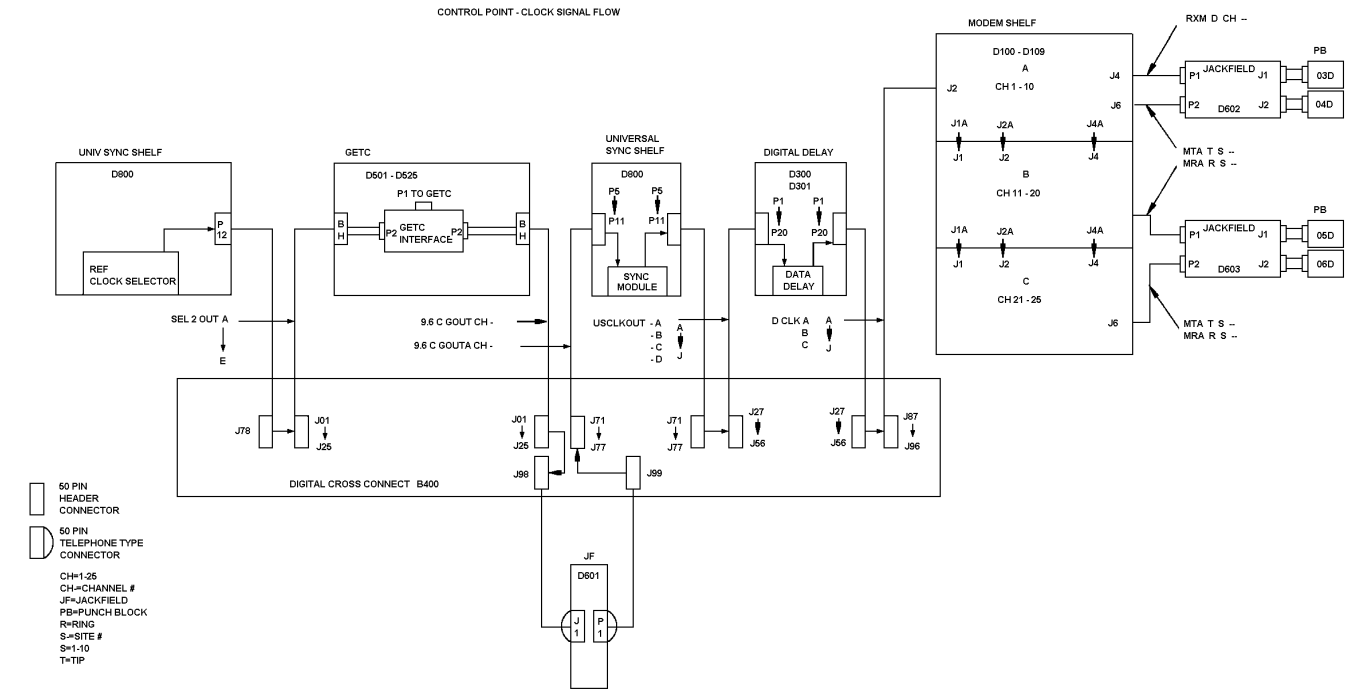 CONTROL POINT - CLOCK SIGNAL FLOW
MODEM SHELF
RXM D CH --
D100 - D109
A
CH 1 - 10
J2
J4
J6
P1
JACKFIELD
J1
P2
D602
J2
PB
03D
04D
J1A
J2A
J4A
J1
J2
J4
MTA T S --
MRA R S --
B
CH 11 - 20
J1A
J2A
J4A
J1
J2
J4
C
CH 21 - 25
J6
P1
JACKFIELD
J1
P2
D603
J2
PB
05D
06D
MTA T S --
MRA R S --
UNIV SYNC SHELF
D800
P
12
REF
CLOCK SELECTOR
GETC
D501 - D525
P1 TO GETC
B
H
P2
GETC
INTERFACE
P2
B
H
UNIVERSAL
SYNC SHELF
D800
P5
P5
P11
P11
SYNC
MODULE
DIGITAL DELAY
D300
D301
P1
P1
P20
P20
DATA
DELAY
SEL 2 OUT A
E
9.6 C GOUT CH -
9.6 C GOUTA CH -
USCLKOUT - A
- B
- C
- D
A
J
D CLK A
B
C
A
J
J78
J01
J25
J01
J25
J71
J77
J71
J77
J27
J56
J27
J56
J87
J96
J98
J99
DIGITAL CROSS CONNECT B400
50 PIN
HEADER
CONNECTOR
50 PIN
TELEPHONE TYPE
CONNECTOR
CH=1-25
CH-=CHANNEL #
JF=JACKFIELD
PB=PUNCH BLOCK
R=RING
S-=SITE #
S=1-10
T=TIP
JF
D601
J
1
P
1